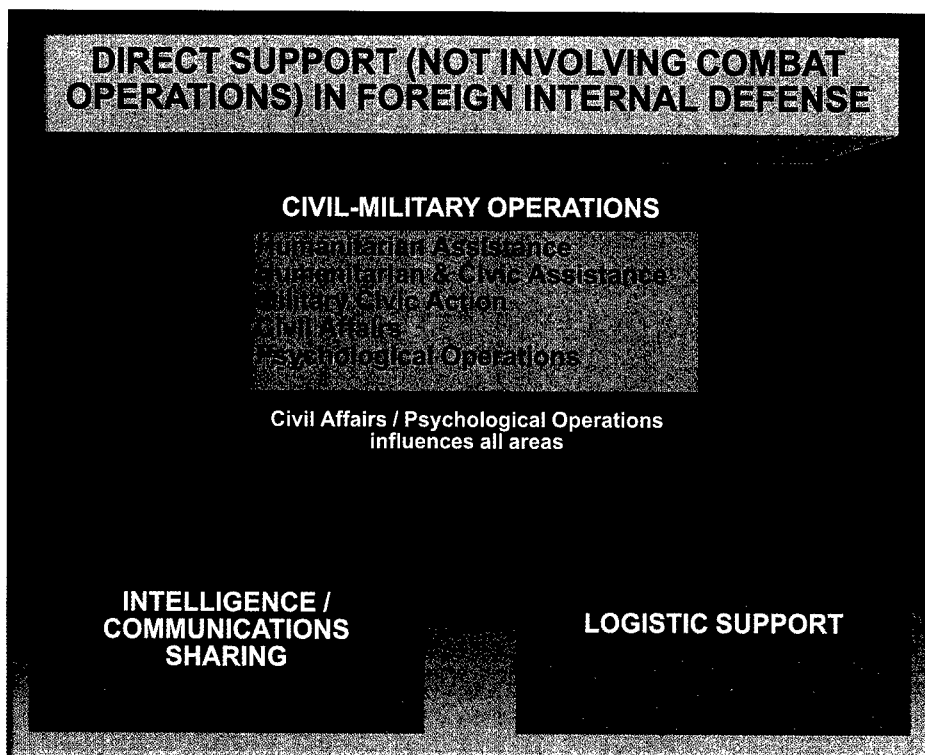 DIRECT SUPPORT (NOT INVOLVING COMBAT
OPERATIONS) IN FOREIGN INTERNAL DEFENSE
CIVIL-MILITARY OPERATIONS
Humanitarian Assistance
Humanitarian & Civic Assistance
Military Civic Action
Civil Affairs
Psychological Operations
Civil Affairs / Psychological Operations
influences all areas
INTELLIGENCE /
COMMUNICATIONS
SHARING
LOGISTIC SUPPORT